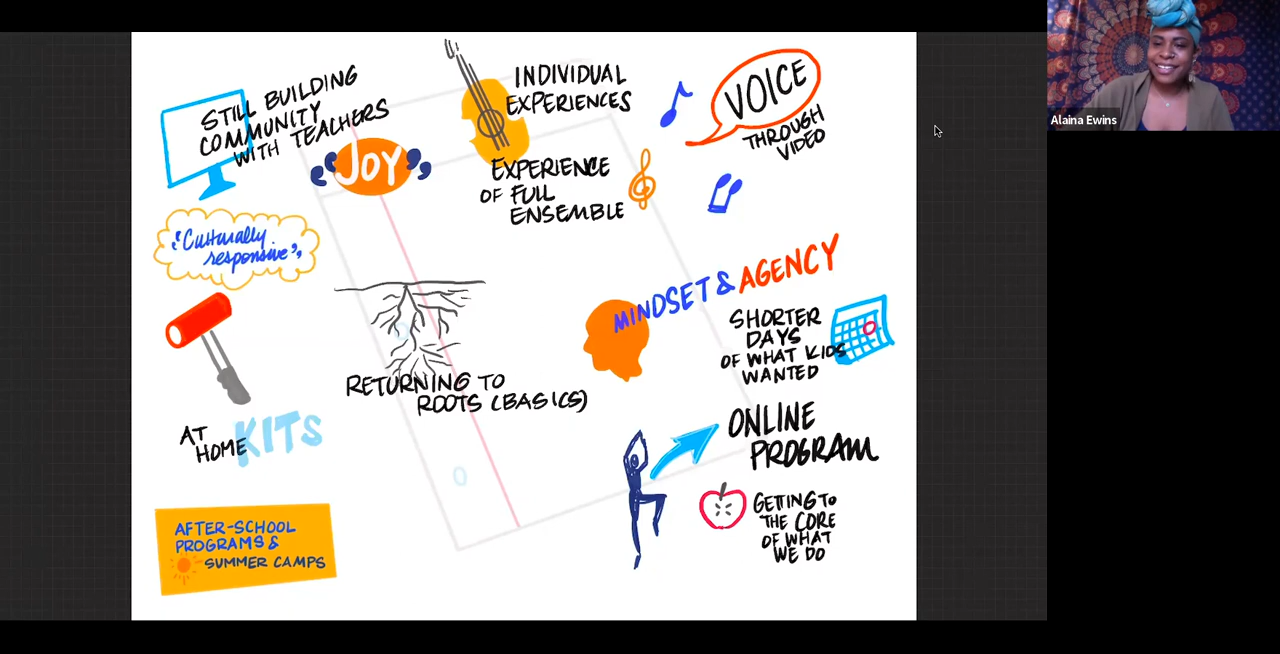 STILL BUILDING
COMMUNITY
WITH TEACHERS
"JOY"
INDIVIDUAL
EXPERIENCES
EXPERIENCE
OF FULL
ENSEMBLE
VOICE
THROUGH
VIDEO
Alaina Ewins
"Culturally
responsive"
MINDSET & AGENCY
SHORTER
DAYS
OF WHAT KIDS
WANTED
RETURNING TO
ROOTS (BASICS)
AT
HOME KITS
ONLINE
PROGRAM
GETTING TO
THE CORE
OF WHAT
WE DO
AFTER-SCHOOL
PROGRAMS &
SUMMER CAMPS